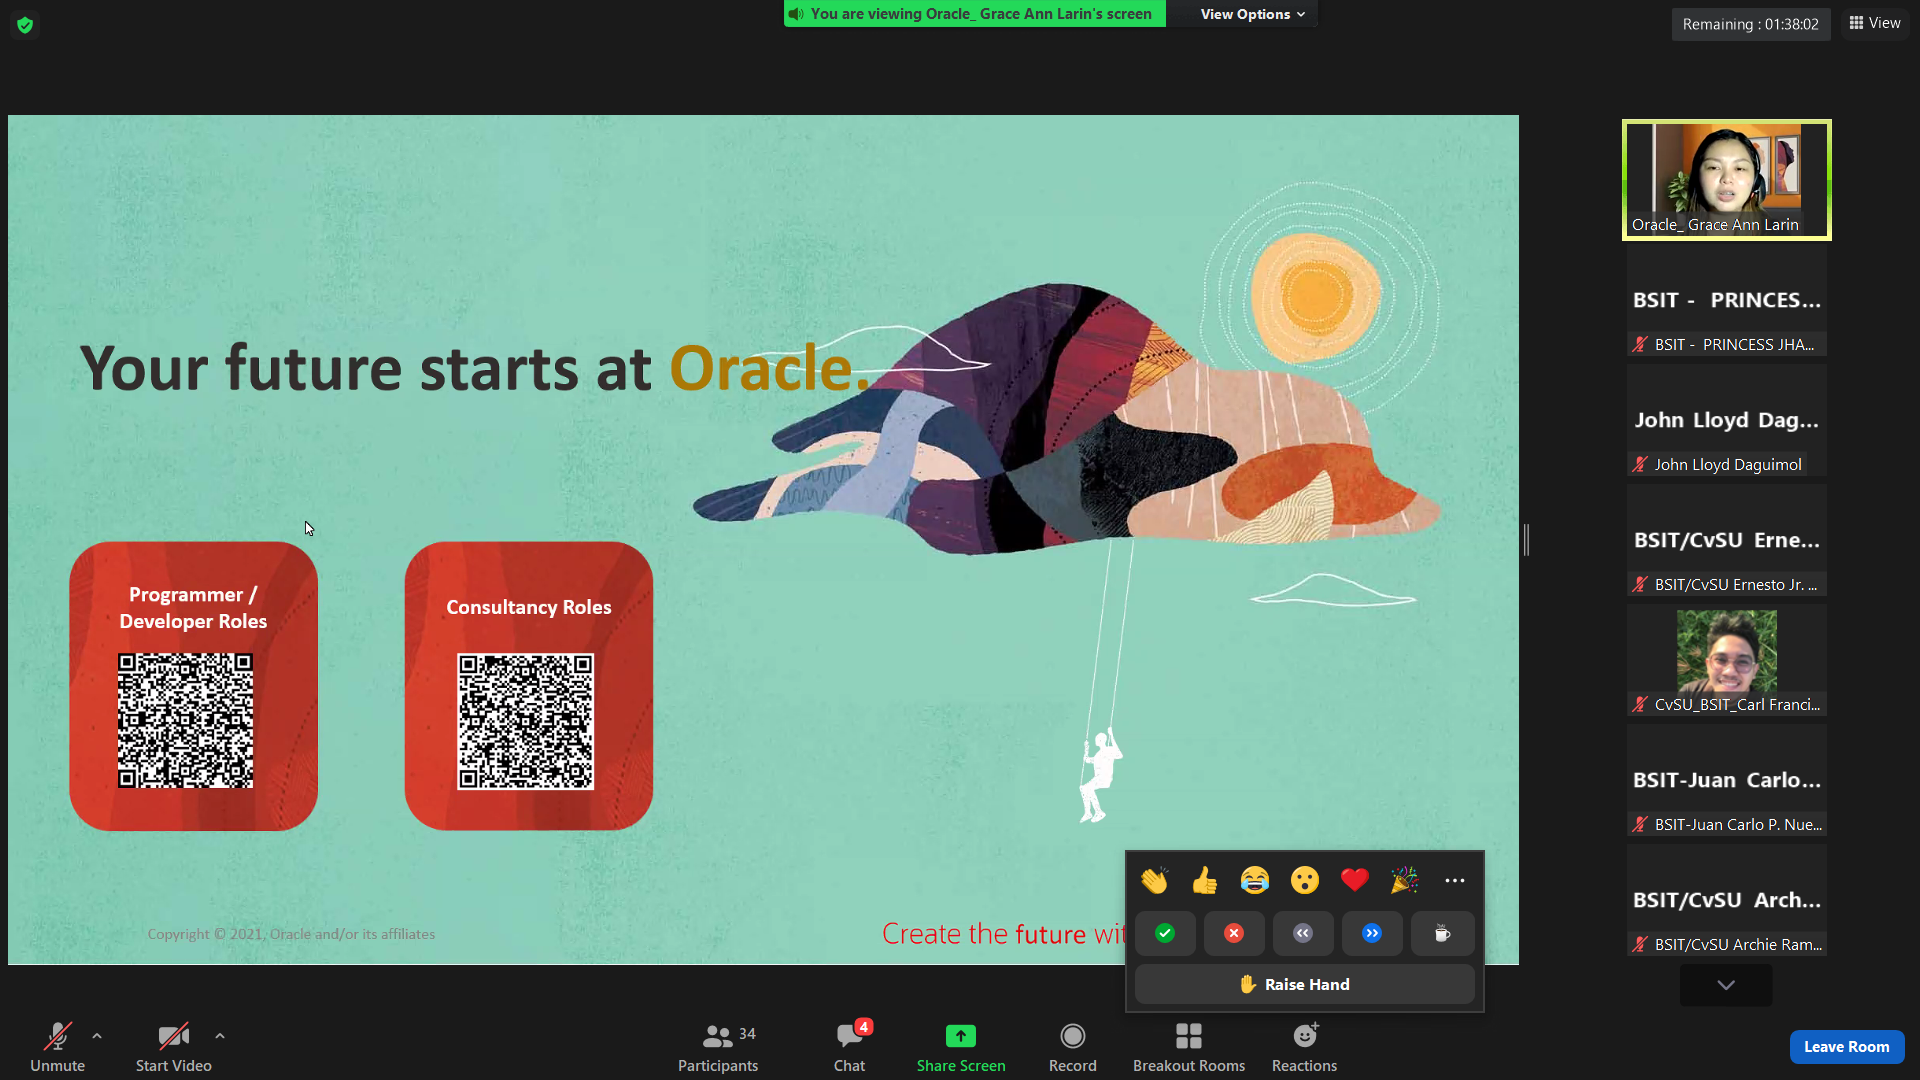 You are viewing Oracle_ Grace Ann Larin's screen
View Options
Remaining : 01:38:02
View
Your future starts at Oracle.
Programmer /
Developer Roles
Consultancy Roles
Copyright © 2021, Oracle and/or its affiliates
Create the future wit
Raise Hand
Oracle_ Grace Ann Larin
BSIT - PRINCES...
BSIT - PRINCESS JHA...
John Lloyd Dag...
John Lloyd Daguimol
BSIT/CvSU Erne...
BSIT/CvSU Ernesto Jr. ...
CvSU_BSIT_Carl Franci...
BSIT-Juan Carlo...
BSIT-Juan Carlo P. Nue...
BSIT/CvSU Arch...
BSIT/CvSU Archie Ram...
Unmute
Start Video
34
Participants
4
Chat
Share Screen
Record
Breakout Rooms
Reactions
Leave Room